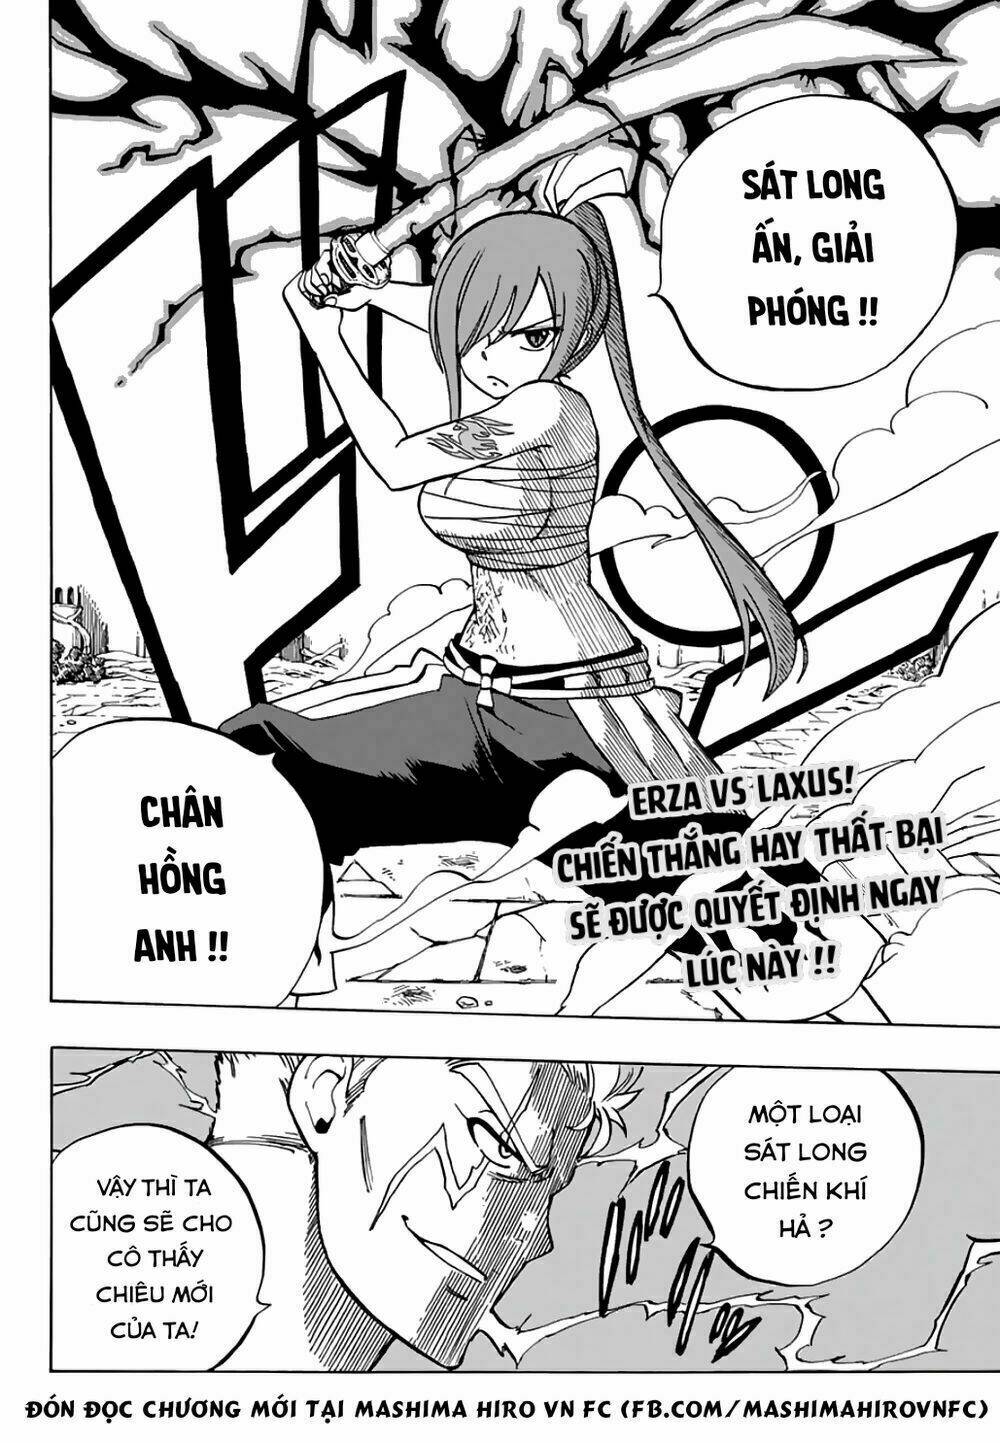 SÁT LONG
ẤN, GIẢI
PHÓNG !!
CHÂN
HỒNG
ANH !!
ERZA VS LAXUS!
CHIẾN THẮNG HAY THẤT BẠI
SẼ ĐƯỢC QUYẾT ĐỊNH NGAY
LÚC NÀY !!
MỘT LOẠI
SÁT LONG
CHIẾN KHÍ
HẢ ?
VẬY THÌ TA
CŨNG SẼ CHO
CÔ THẤY
CHIÊU MỚI
CỦA TA!
ĐÓN ĐỌC CHƯƠNG MỚI TẠI MASHIMA HIRO VN FC (FB.COM/MASHIMAHIROVNFC)